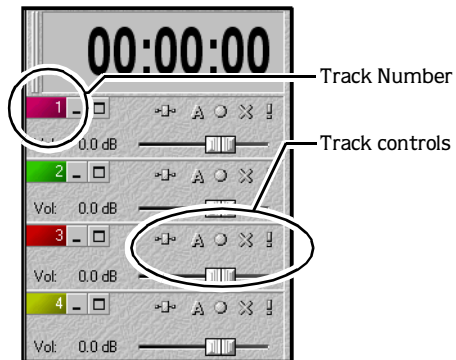 00:00:00
Track Number
1
0.0 dB
Track controls
2
Vol: 0.0 dB
3
Vol: 0.0 dB
4
Vol: 0.0 dB